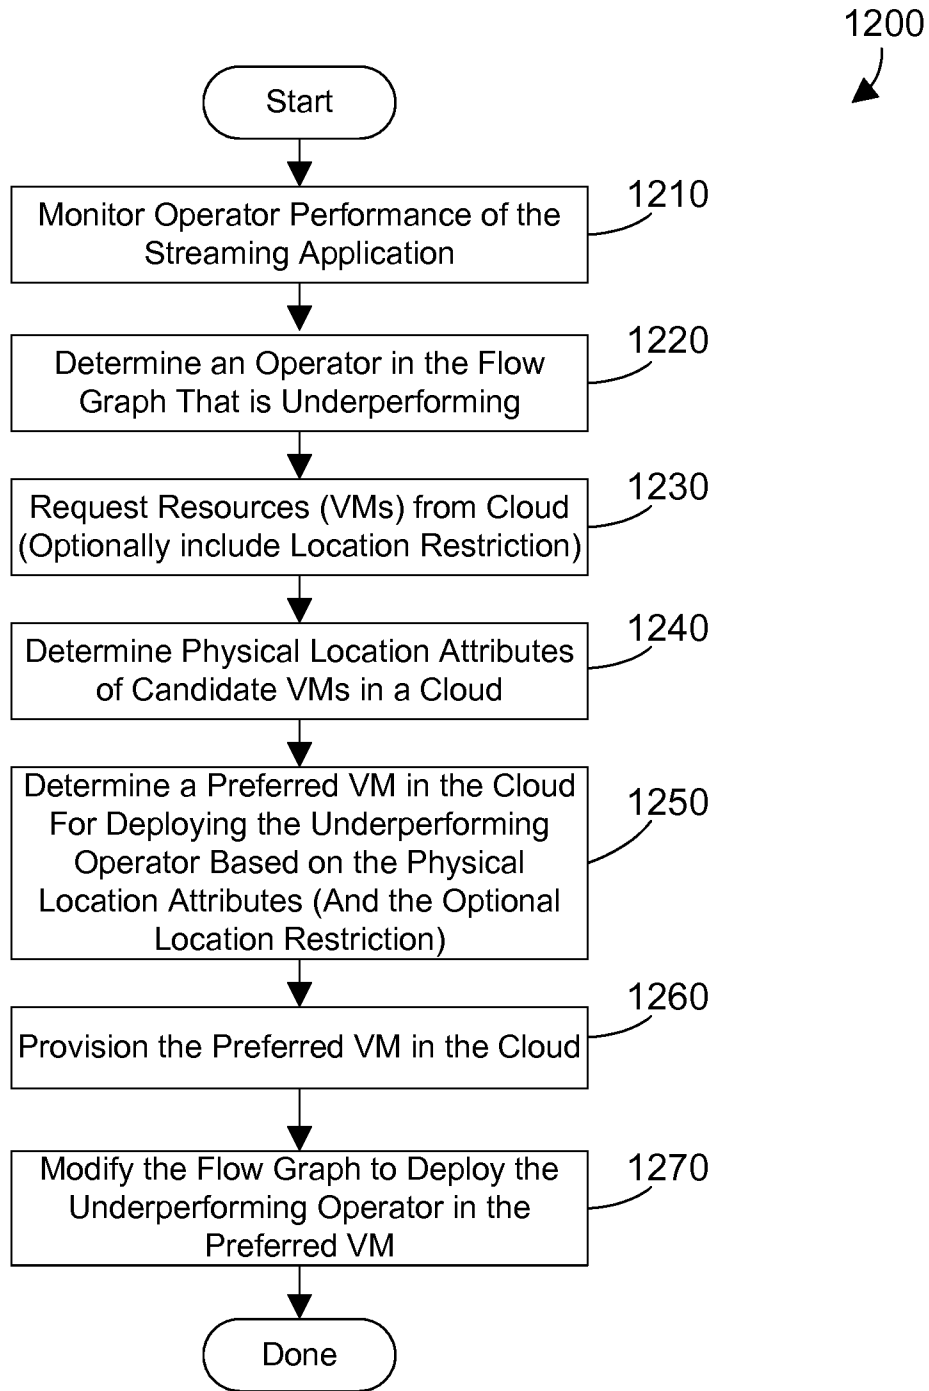 1200
Start
Monitor Operator Performance of the
Streaming Application
1210
Determine an Operator in the Flow
Graph That is Underperforming
1220
Request Resources (VMs) from Cloud
(Optionally include Location Restriction)
1230
Determine Physical Location Attributes
of Candidate VMs in a Cloud
1240
Determine a Preferred VM in the Cloud
For Deploying the Underperforming
Operator Based on the Physical
Location Attributes (And the Optional
Location Restriction)
1250
Provision the Preferred VM in the Cloud
1260
Modify the Flow Graph to Deploy the
Underperforming Operator in the
Preferred VM
1270
Done